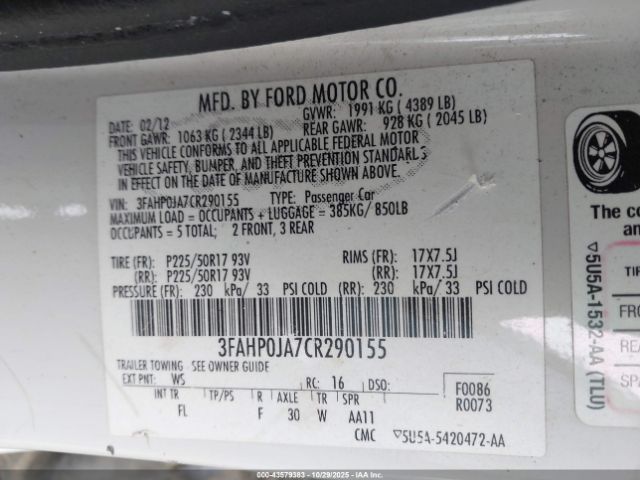 MFD. BY FORD MOTOR CO.
DATE: 02/12 GVWR: 1991 KG ( 4389 LB)
FRONT GAWR: 1063 KG ( 2344 LB) REAR GAWR: 928 KG ( 2045 LB)
THIS VEHICLE CONFORMS TO ALL APPLICABLE FEDERAL MOTOR
VEHICLE SAFETY, BUMPER, AND THEFT PREVENTION STANDARDS
IN EFFECT ON THE DATE OF MANUFACTURE SHOWN ABOVE.
VIN: 3FAHP0JA7CR290155 TYPE: Passenger Car
MAXIMUM LOAD = OCCUPANTS + LUGGAGE = 385KG/ 850LB
OCCUPANTS = 5 TOTAL; 2 FRONT, 3 REAR
TIRE (FR): P225/50R17 93V RIMS (FR): 17X7.5J
(RR): P225/50R17 93V (RR): 17X7.5J
PRESSURE (FR): 230 kPa/ 33 PSI COLD (RR): 230 kPa/ 33 PSI COLD
3FAHP0JA7CR290155
TRAILER TOWING - SEE OWNER GUIDE
EXT PNT: WS RC: 16 DSO: F0086
INT TR TP/PS R AXLE TR SPR R0073
FL F 30 W AA11
CMC ▽5U5A-5420472-AA
▽5U5A-1532-AA (TLU)
The co
an
TIR
FRO
REA
SPA
© 000-43579383 - 10/29/2025 - IAA Inc.